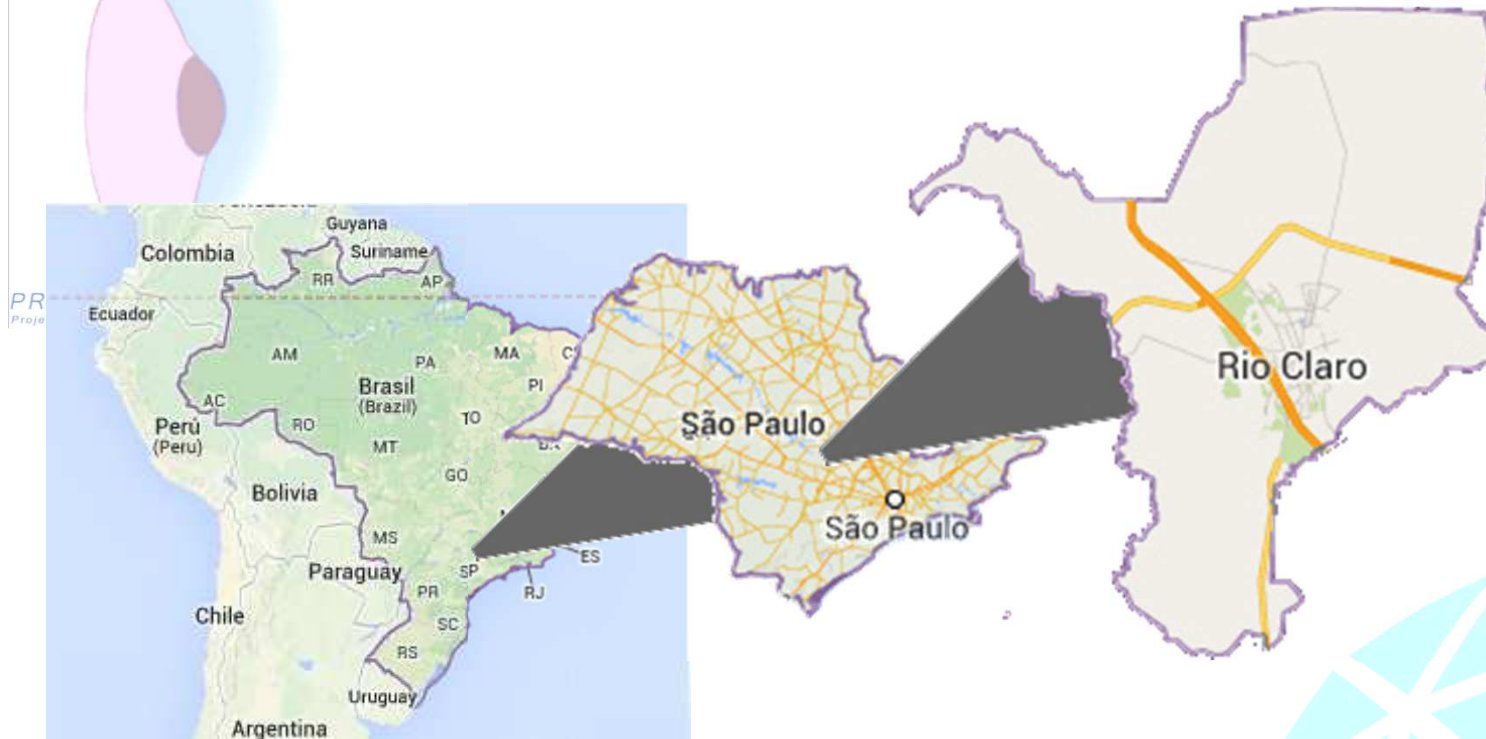 Guyana
Colombia
Suriname
RR
AP
PR
Proje
Ecuador
AM
PA
MA
Brasil
(Brazil)
PI
AC
TO
Perú
(Peru)
RO
MT
GO
Bolivia
MS
Paraguay
SP
ES
PR
RJ
Chile
SC
RS
Uruguay
Argentina
São Paulo
São Paulo
Rio Claro